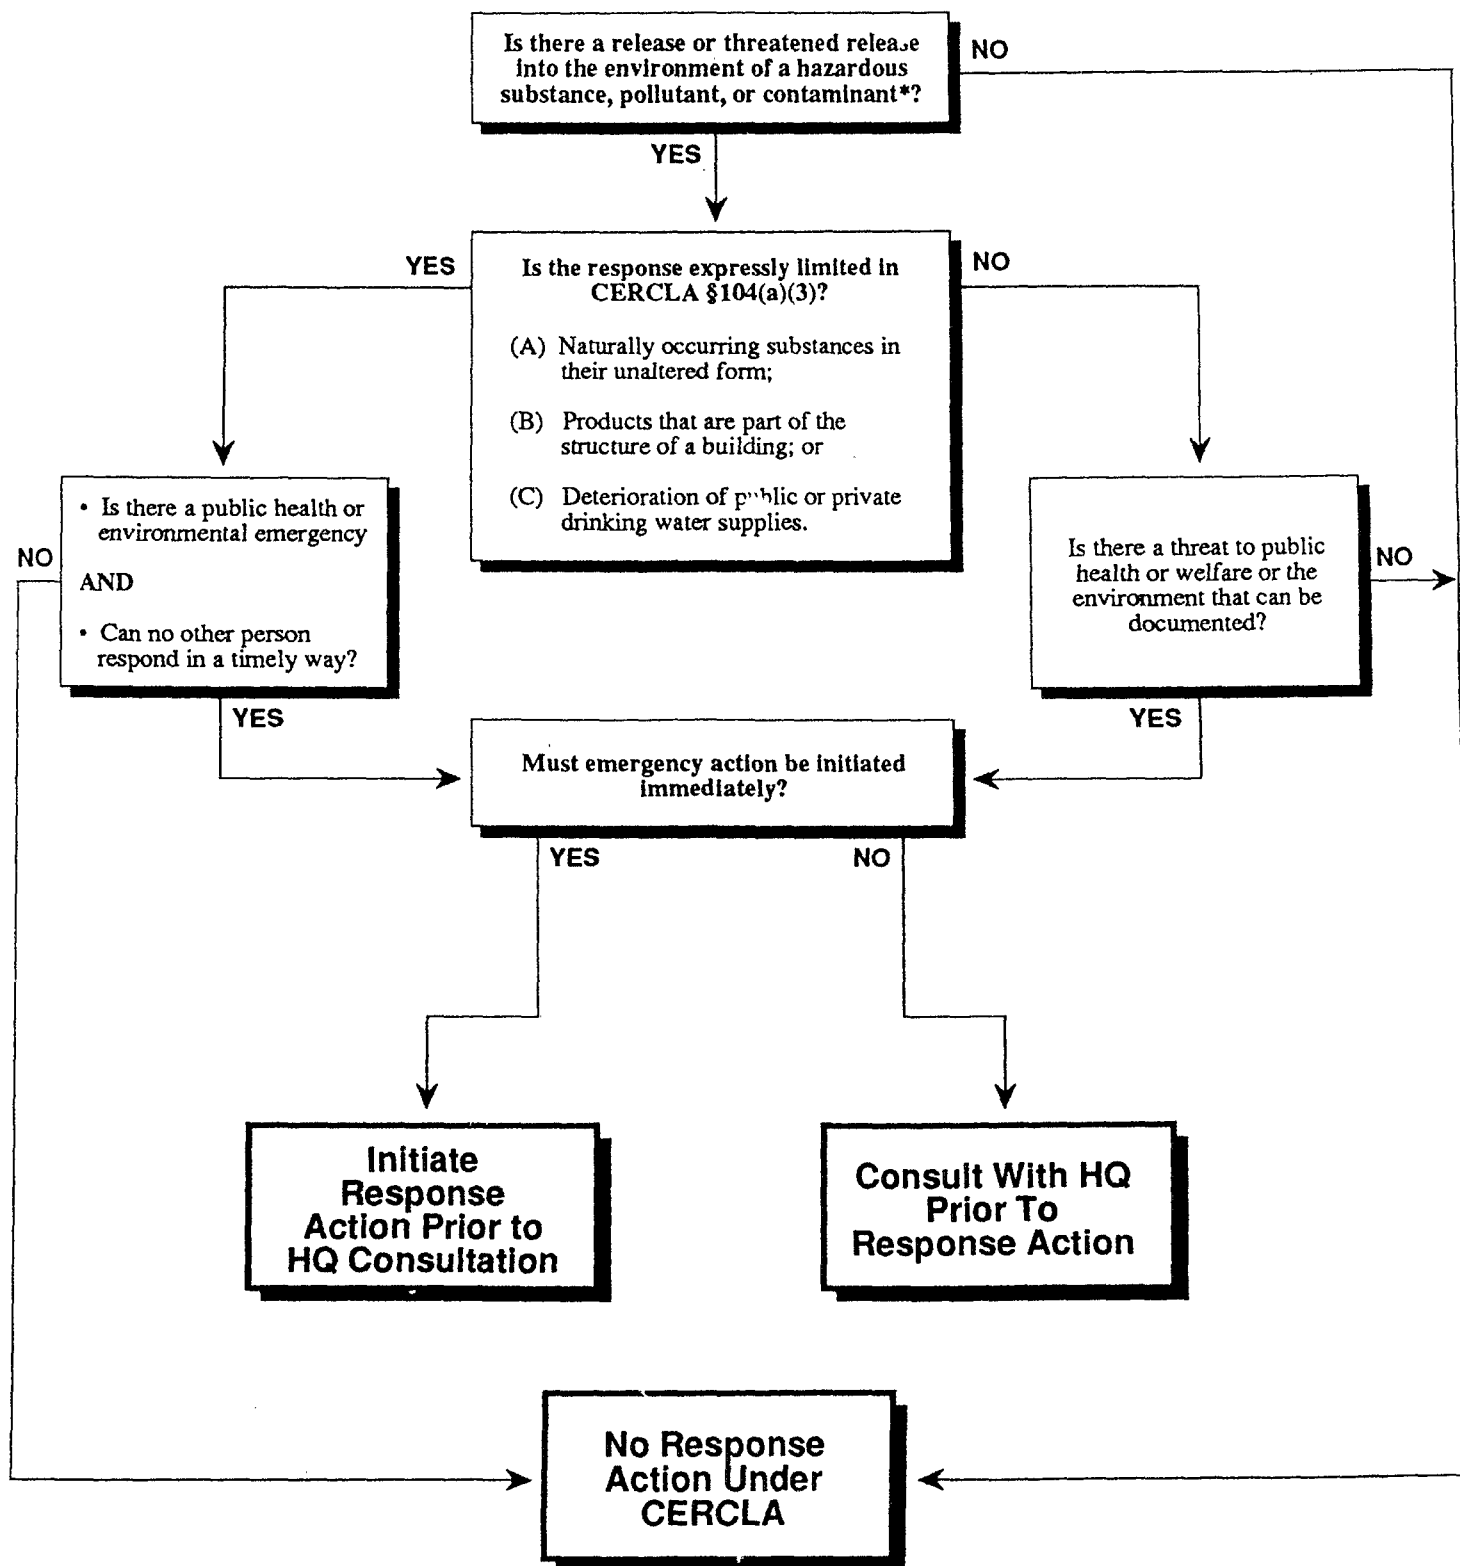 Is there a release or threatened release
into the environment of a hazardous
substance, pollutant, or contaminant*?
NO
YES
YES
Is the response expressly limited in
CERCLA §104(a)(3)?
NO
(A) Naturally occurring substances in
their unaltered form;
(B) Products that are part of the
structure of a building; or
(C) Deterioration of public or private
drinking water supplies.
• Is there a public health or
environmental emergency
NO
AND
• Can no other person
respond in a timely way?
YES
Is there a threat to public
health or welfare or the
environment that can be
documented?
NO
YES
Must emergency action be initiated
immediately?
YES
NO
Initiate
Response
Action Prior to
HQ Consultation
Consult With HQ
Prior To
Response Action
No Response
Action Under
CERCLA